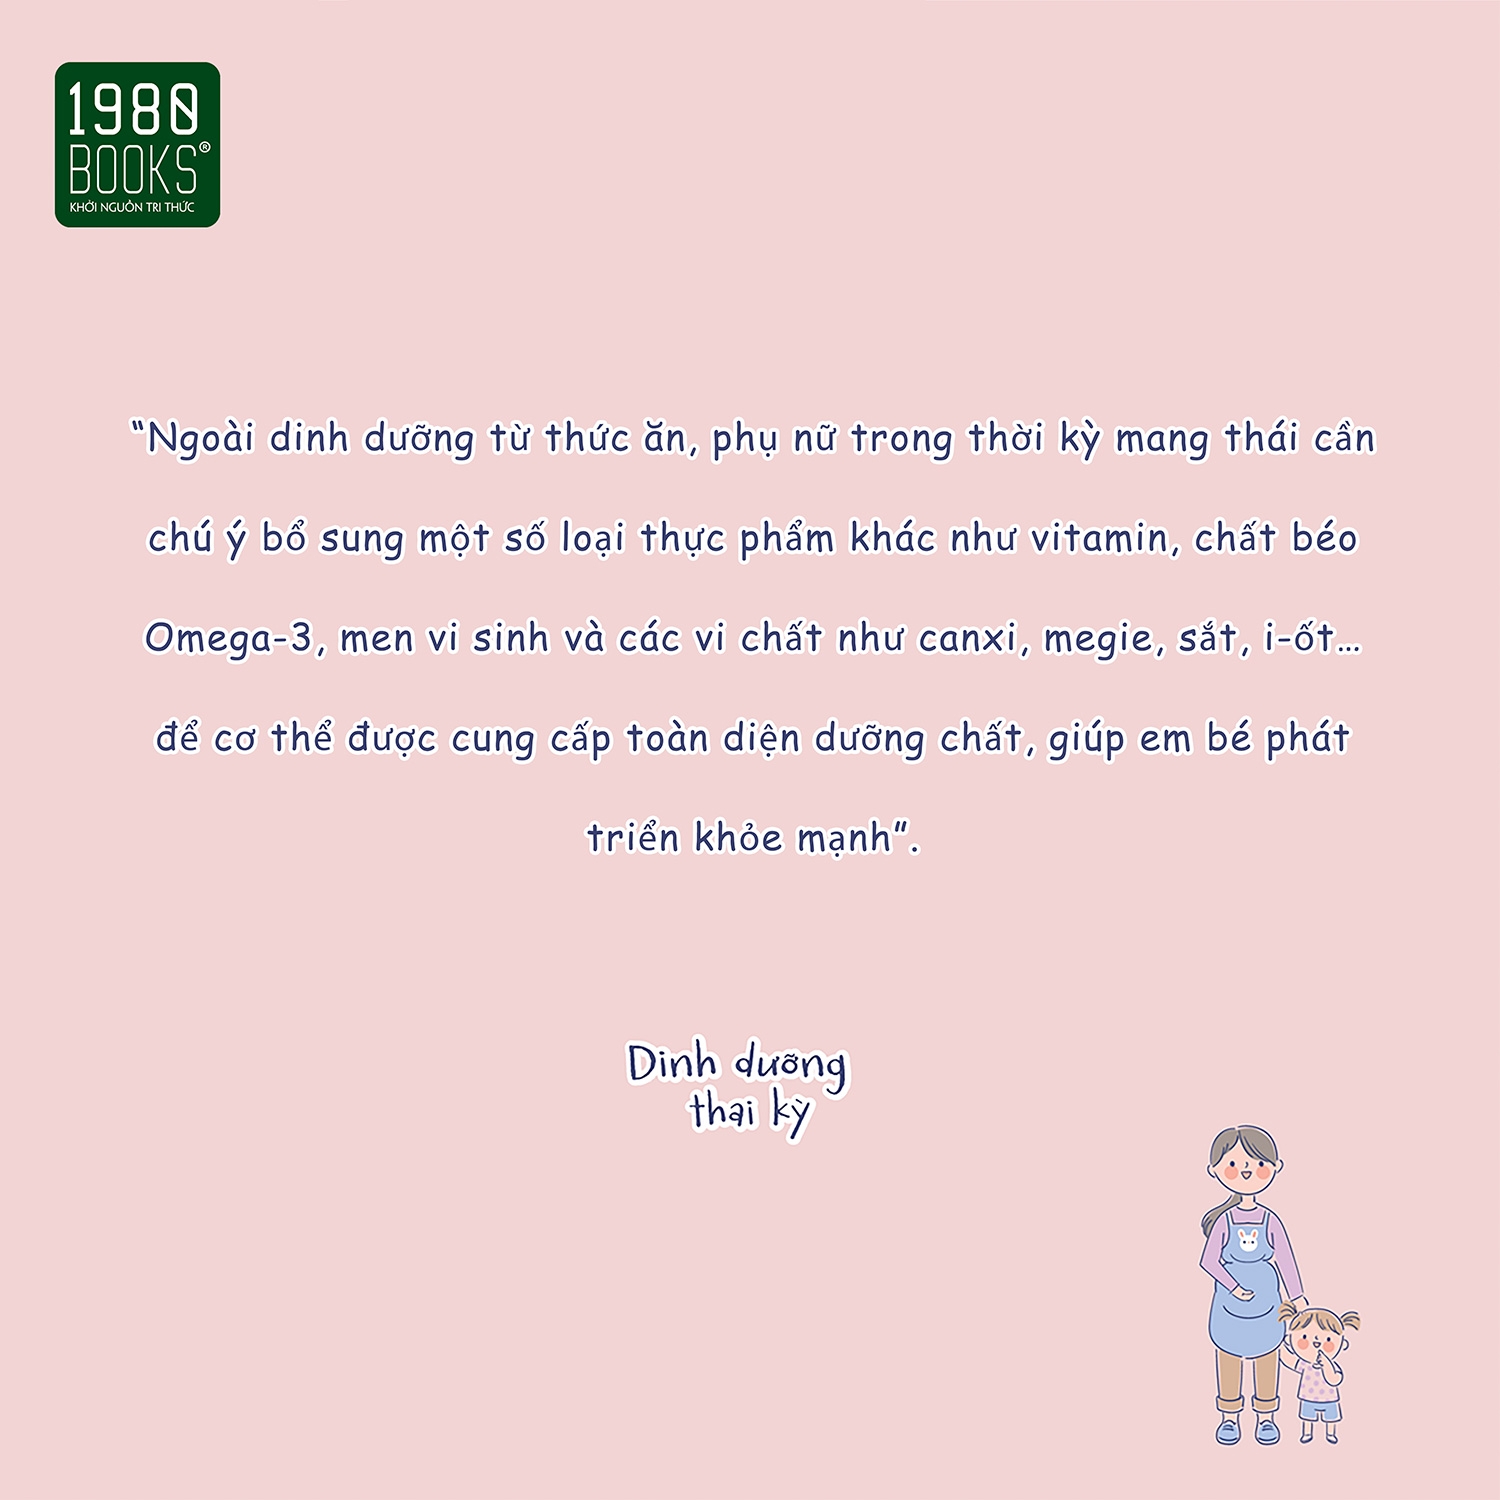 1980
BOOKS®
KHỞI NGUỒN TRI THỨC
“Ngoài dinh dưỡng từ thức ăn, phụ nữ trong thời kỳ mang thái cần
chú ý bổ sung một số loại thực phẩm khác như vitamin, chất béo
Omega-3, men vi sinh và các vi chất như canxi, megie, sắt, i-ốt...
để cơ thể được cung cấp toàn diện dưỡng chất, giúp em bé phát
triển khỏe mạnh”.
Dinh dưỡng
thai kỳ